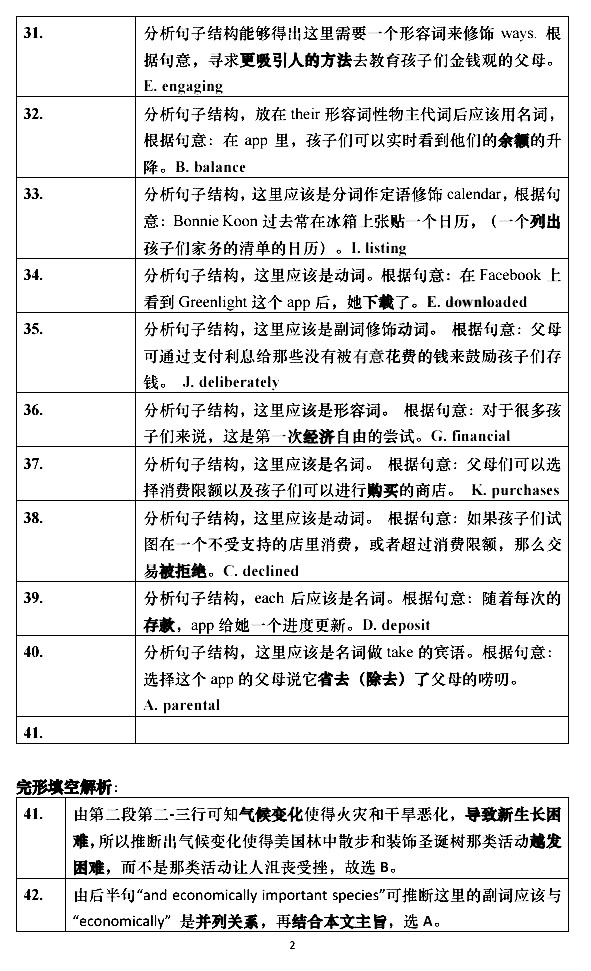 31.
分析句子结构能够得出这里需要一个形容词来修饰 ways. 根
据句意，寻求更吸引人的方法去教育孩子们金钱观的父母。
E. engaging
32.
分析句子结构，放在 their 形容词性物主代词后应该用名词，
根据句意：在 app 里，孩子们可以实时看到他们的余额的升
降。B. balance
33.
分析句子结构，这里应该是分词作定语修饰 calendar，根据句
意：Bonnie Koon 过去常在冰箱上张贴一个日历，（一个列出
孩子们家务的清单的日历）。I. listing
34.
分析句子结构，这里应该是动词。根据句意：在 Facebook 上
看到 Greenlight 这个 app 后，她下载了。E. downloaded
35.
分析句子结构，这里应该是副词修饰动词。 根据句意：父母
可通过支付利息给那些没有被有意花费的钱来鼓励孩子们存
钱。 J. deliberately
36.
分析句子结构，这里应该是形容词。 根据句意：对于很多孩
子们来说，这是第一次经济自由的尝试。G. financial
37.
分析句子结构，这里应该是名词。 根据句意：父母们可以选
择消费限额以及孩子们可以进行购买的商店。 K. purchases
38.
分析句子结构，这里应该是动词。 根据句意：如果孩子们试
图在一个不受支持的店里消费，或者超过消费限额，那么交
易被拒绝。C. declined
39.
分析句子结构，each 后应该是名词。根据句意：随着每次的
存款，app 给她一个进度更新。D. deposit
40.
分析句子结构，这里应该是名词做 take 的宾语。根据句意：
选择这个 app 的父母说它省去（除去）了父母的唠叨。
A. parental
41.
完形填空解析：
41.
由第二段第二-三行可知气候变化使得火灾和干旱恶化，导致新生长困
难，所以推断出气候变化使得美国林中散步和装饰圣诞树那类活动越发
困难，而不是那类活动让人沮丧受挫，故选 B。
42.
由后半句“and economically important species”可推断这里的副词应该与
“economically” 是并列关系，再结合本文主旨，选 A。
2